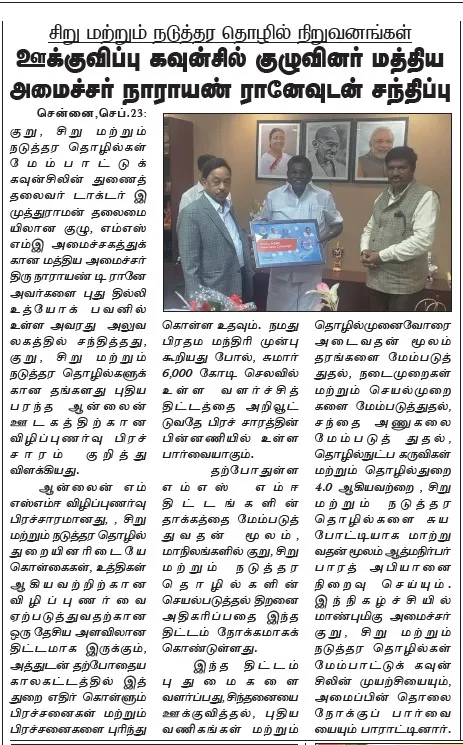 சிறு மற்றும் நடுத்தர தொழில் நிறுவனங்கள்
ஊக்குவிப்பு கவுன்சில் குழுவினர் மத்திய
அமைச்சர் நாராயண் ரானேவுடன் சந்திப்பு
சென்னை,செப்.23:
குறு, சிறு மற்றும்
நடுத்தர தொழில்கள்
மேம்பாட்டுக்
கவுன்சிலின் துணைத்
தலைவர் டாக்டர் இ
முத்துராமன் தலைமை
யிலான குழு, எம்எஸ்
எம்இ அமைச்சகத்துக்
கான மத்திய அமைச்சர்
திரு நாராயண் டி ரானே
அவர்களை புது தில்லி
உத்யோக் பவனில்
உள்ள அவரது அலுவ
லகத்தில் சந்தித்தது,
குறு, சிறு மற்றும்
நடுத்தர தொழில்களுக்
கான தங்களது புதிய
பரந்த ஆன்லைன்
ஊடகத்திற்கான
விழிப்புணர்வு பிரச்
சாரம் குறித்து
விளக்கியது.
ஆன்லைன் எம்
எஸ்எம்ஈ விழிப்புணர்வு
பிரச்சாரமானது, , சிறு
மற்றும் நடுத்தர தொழில்
துறையினரிடையே
கொள்கைகள், உத்திகள்
ஆகியவற்றிற்கான
விழிப்புணர்வை
ஏற்படுத்துவதற்கான
ஒரு தேசிய அளவிலான
திட்டமாக இருக்கும்,
அத்துடன் தற்போதைய
காலகட்டத்தில் இத்
துறை எதிர் கொள்ளும்
பிரச்சனைகள் மற்றும்
பிரச்சனைகளை புரிந்து
கொள்ள உதவும். நமது
பிரதம மந்திரி முன்பு
கூறியது போல், சுமார்
6,000 கோடி செலவில்
உள்ள வளர்ச்சித்
திட்டத்தை அறிவூட்
டுவதே பிரச் சாரத்தின்
பின்னணியில் உள்ள
பார்வையாகும்.
தற்போதுள்ள
எம்எஸ் எம்ஈ
திட்டங்களின்
தாக்கத்தை மேம்படுத்
துவதன் மூலம்,
மாநிலங்களில் குறு, சிறு
மற்றும் நடுத்தர
தொழில்களின்
செயல்படுத்தல் திறனை
அதிகரிப்பதை இந்த
திட்டம் நோக்கமாகக்
கொண்டுள்ளது.
இந்த திட்டம்
புதுமைகளை
வளர்ப்பது,சிந்தனையை
ஊக்குவித்தல், புதிய
வணிகங்கள் மற்றும்
தொழில்முனைவோரை
அடைவதன் மூலம்
தரங்களை மேம்படுத்
துதல், நடைமுறைகள்
மற்றும் செயல்முறை
களை மேம்படுத்துதல்,
சந்தை அணுகலை
மேம்படுத் துதல்,
தொழில்நுட்ப கருவிகள்
மற்றும் தொழில்துறை
4.0 ஆகியவற்றை , சிறு
மற்றும் நடுத்தர
தொழில்களை சுய
போட்டியாக மாற்று
வதன் மூலம் ஆத்மநிர்பர்
பாரத் அபியானை
நிறைவு செய்யும்.
இந்நிகழ்ச்சியில்
மாண்புமிகு அமைச்சர்
குறு, சிறு மற்றும்
நடுத்தர தொழில்கள்
மேம்பாட்டுக் கவுன்
சிலின் முயற்சியையும்,
அமைப்பின் தொலை
நோக்குப் பார்வை
யையும் பாராட்டினார்.